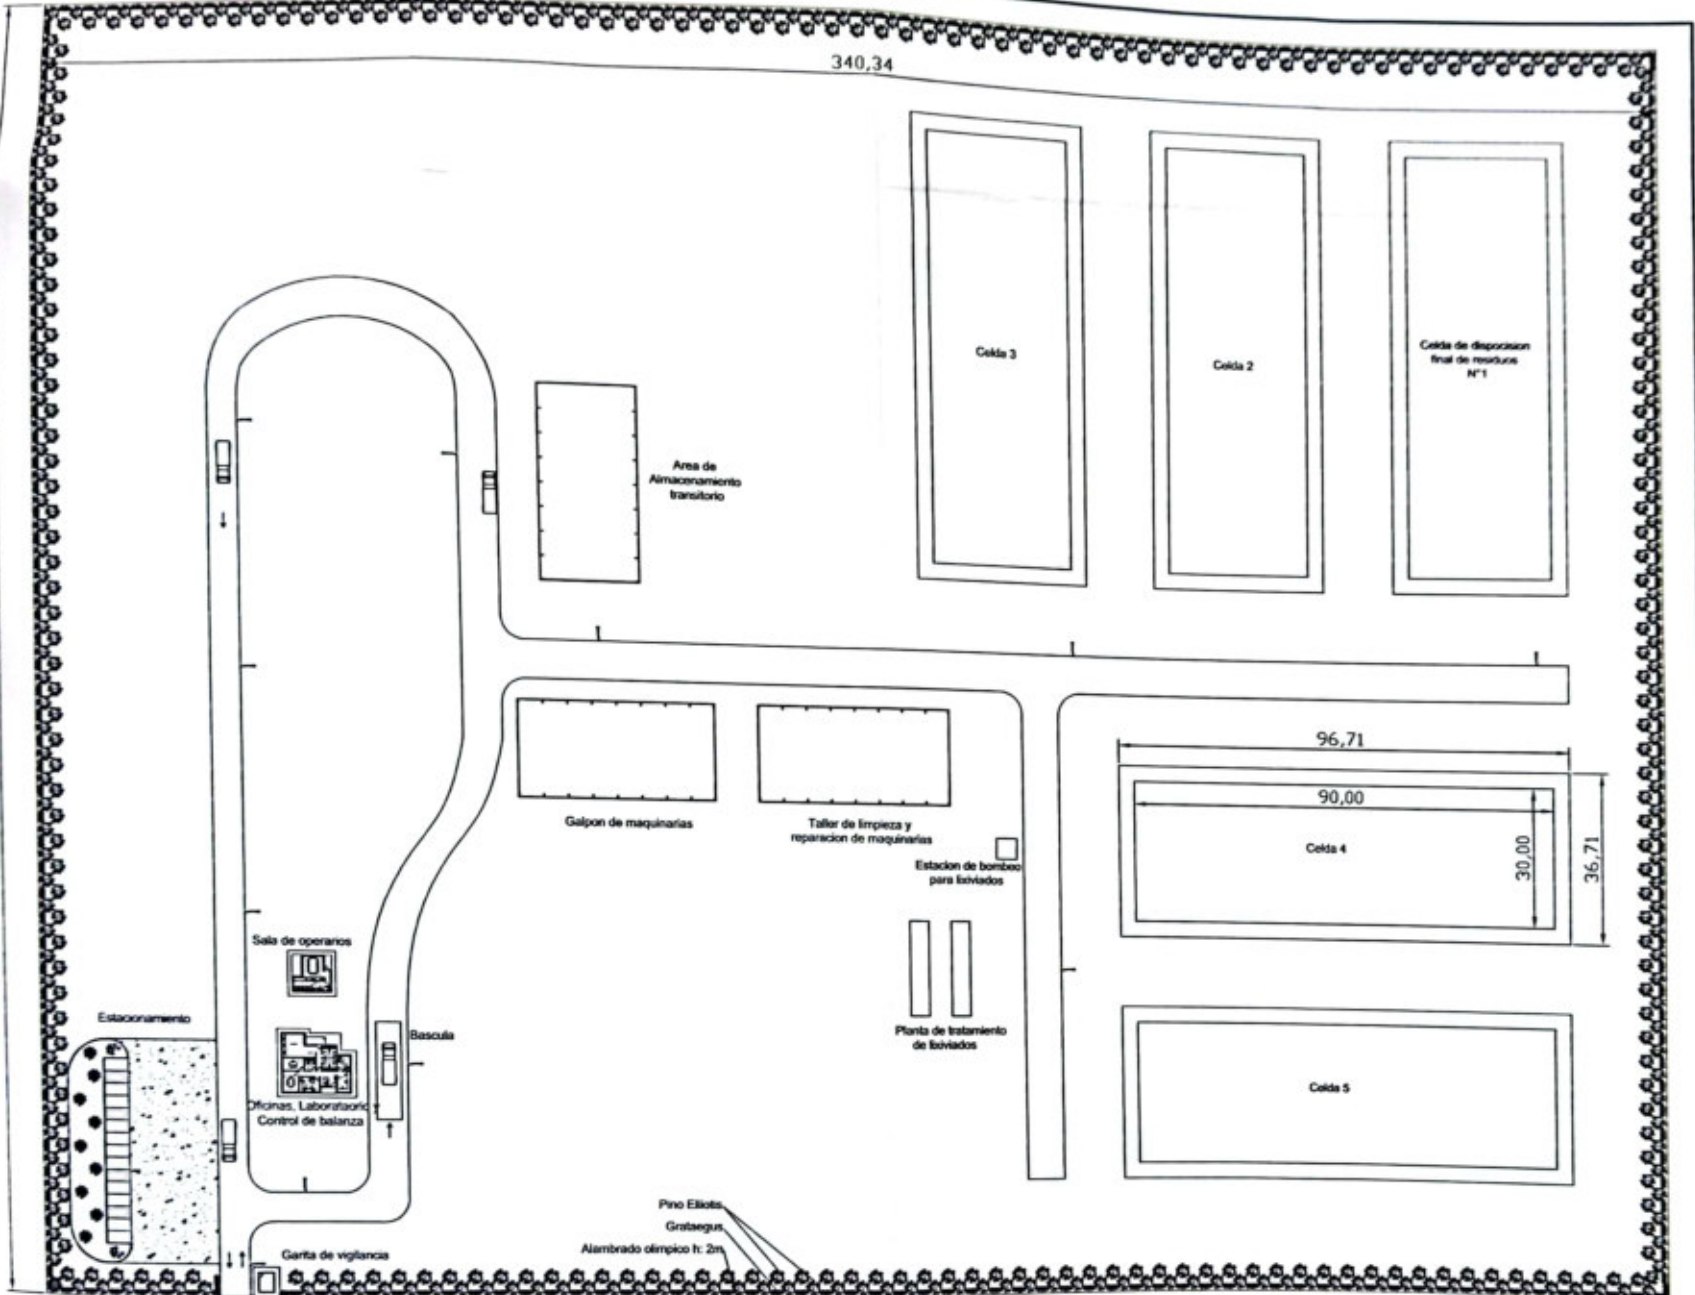 340,34
Celda 3
Celda 2
Celda de dispocision
final de residuos
N°1
Area de
Almacenamiento
transitorio
96,71
90,00
Celda 4
30,00
36,71
Galpon de maquinarias
Taller de limpieza y
reparacion de maquinarias
Estacion de bombeo
para lixiviados
Sala de operarios
Estacionamiento
Bascula
Oficinas, Laborataorio
Control de balanza
Planta de tratamiento
de lixiviados
Celda 5
Pino Elliotis
Grataegus
Alambrado olimpico h: 2m
Garita de vigilancia